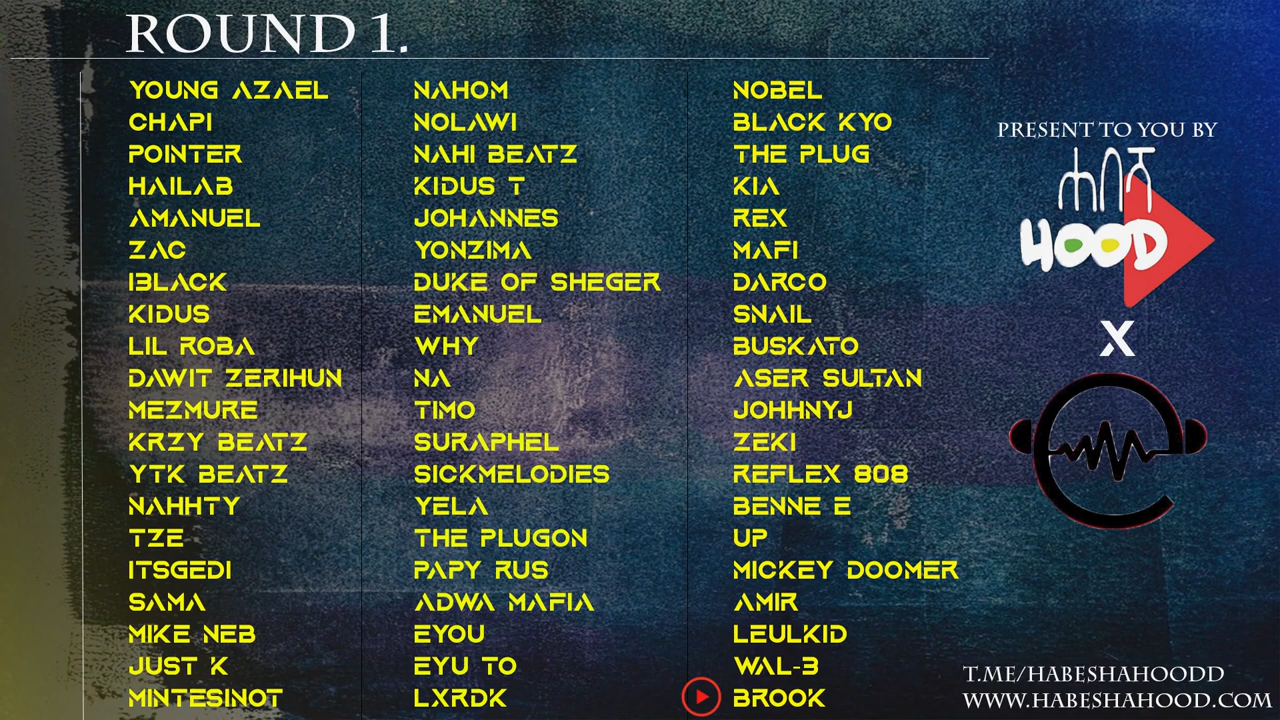 ROUND 1.
YOUNG AZAEL
CHAPI
POINTER
HAILAB
AMANUEL
ZAC
IBLACK
KIDUS
LIL ROBA
DAWIT ZERIHUN
MEZMURE
KRZY BEATZ
YTK BEATZ
NAHHTY
TZE
ITSGEDI
SAMA
MIKE NEB
JUST K
MINTESINOT
NAHOM
NOLAWI
NAHI BEATZ
KIDUS T
JOHANNES
YONZIMA
DUKE OF SHEGER
EMANUEL
WHY
NA
TIMO
SURAPHEL
SICKMELODIES
YELA
THE PLUGON
PAPY RUS
ADWA MAFIA
EYOU
EYU TO
LXRDK
NOBEL
BLACK KYO
THE PLUG
KIA
REX
MAFI
DARCO
SNAIL
BUSKATO
ASER SULTAN
JOHHNYJ
ZEKI
REFLEX 808
BENNE E
UP
MICKEY DOOMER
AMIR
LEULKID
WAL-B
BROOK
PRESENT TO YOU BY
ሐበሻ
HOOD
X
T.ME/HABESHAHOODD
WWW.HABESHAHOOD.COM